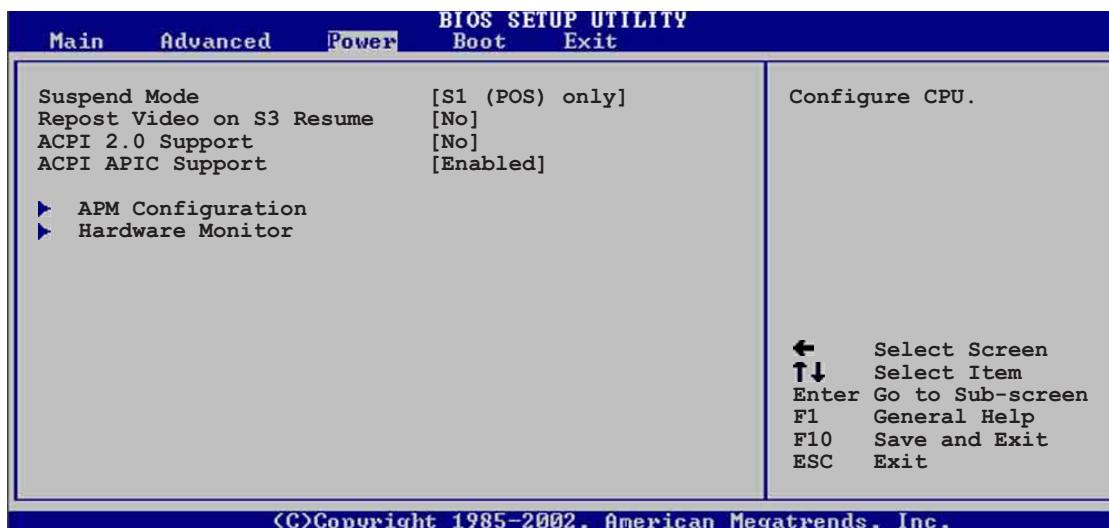 BIOS SETUP UTILITY
Main Advanced Power Boot Exit
Suspend Mode [S1 (POS) only]
Repost Video on S3 Resume [No]
ACPI 2.0 Support [No]
ACPI APIC Support [Enabled]
APM Configuration
Hardware Monitor
Configure CPU.
← Select Screen
↑↓ Select Item
Enter Go to Sub-screen
F1 General Help
F10 Save and Exit
ESC Exit
(C)Copyright 1985-2002, American Megatrends, Inc.